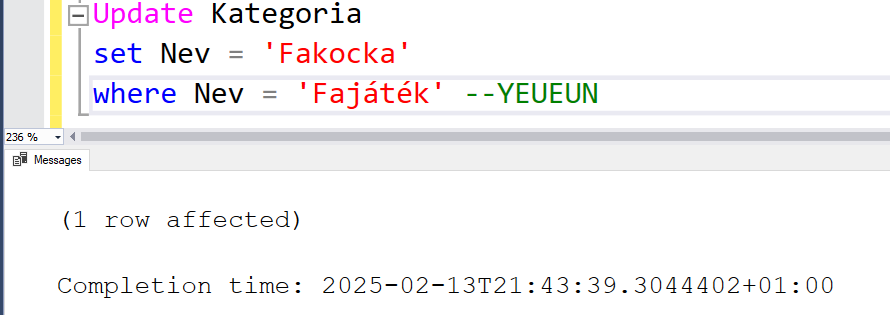 Update Kategoria
set Nev = 'Fakocka'
where Nev = 'Fajáték' --YEUEUN
236 %
Messages
(1 row affected)
Completion time: 2025-02-13T21:43:39.3044402+01:00